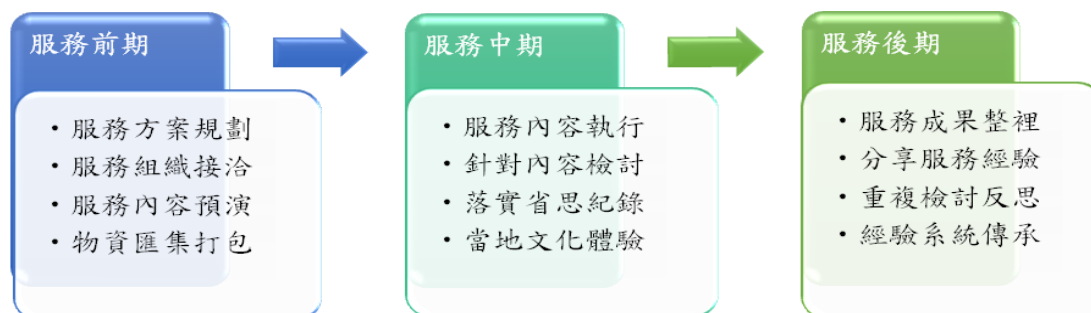 服務前期
• 服務方案規劃
• 服務組織接洽
• 服務內容預演
• 物資匯集打包
服務中期
• 服務內容執行
• 針對內容檢討
• 落實省思紀錄
• 當地文化體驗
服務後期
• 服務成果整裡
• 分享服務經驗
• 重複檢討反思
• 經驗系統傳承